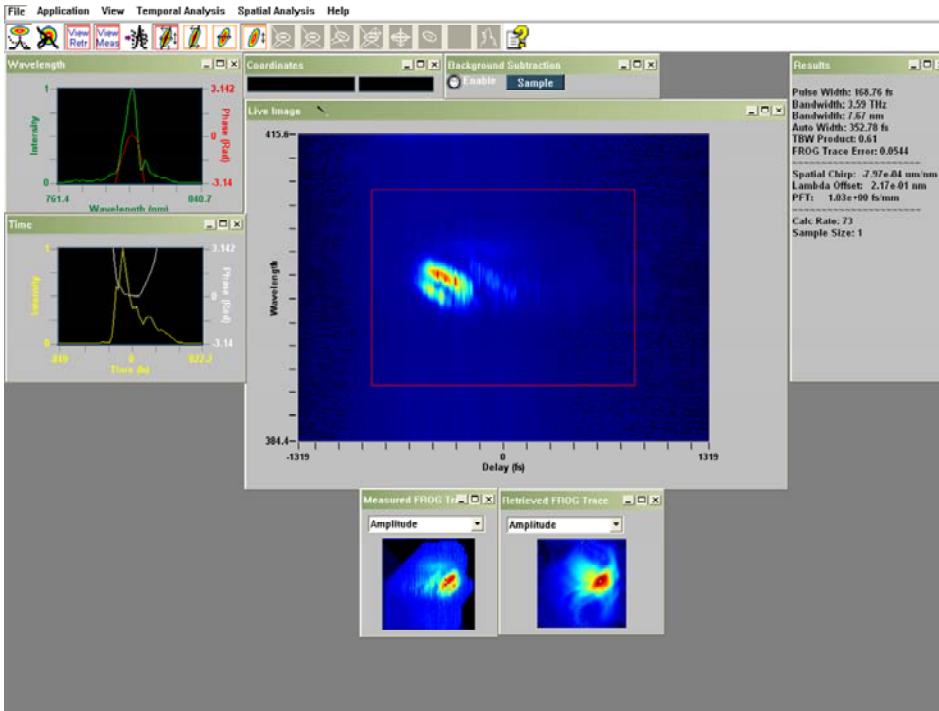 File Application View Temporal Analysis Spatial Analysis Help
View Retr View Meas
Wavelength
Intensity
1
0
3.142
0
-3.14
Phase (Rad)
761.4 840.7
Wavelength (nm)
Time
Intensity
1
0
3.142
0
-3.14
Phase (Rad)
-819 0 822.2
Time (fs)
Coordinates
Background Subtraction
Enable Sample
Live Image
415.6
Wavelength
384.4
-1319 0 1319
Delay (fs)
Results
Pulse Width: 168.76 fs
Bandwidth: 3.59 THz
Bandwidth: 7.67 nm
Auto Width: 352.78 fs
TBW Product: 0.61
FROG Trace Error: 0.0544
Spatial Chirp: -7.97e-04 um/nm
Lambda Offset: 2.17e-01 nm
PFT: 1.03e+00 fs/mm
Calc Rate: 73
Sample Size: 1
Measured FROG Tr
Amplitude
Retrieved FROG Trace
Amplitude